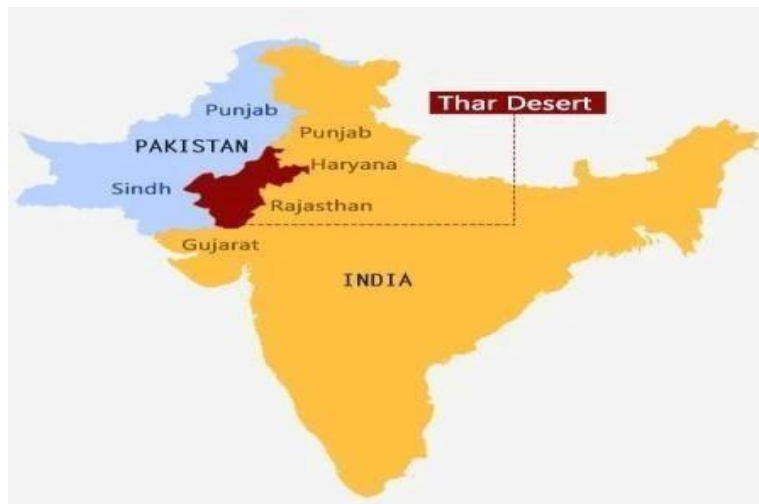 Thar Desert
Punjab
Punjab
PAKISTAN
Haryana
Sindh
Rajasthan
Gujarat
INDIA